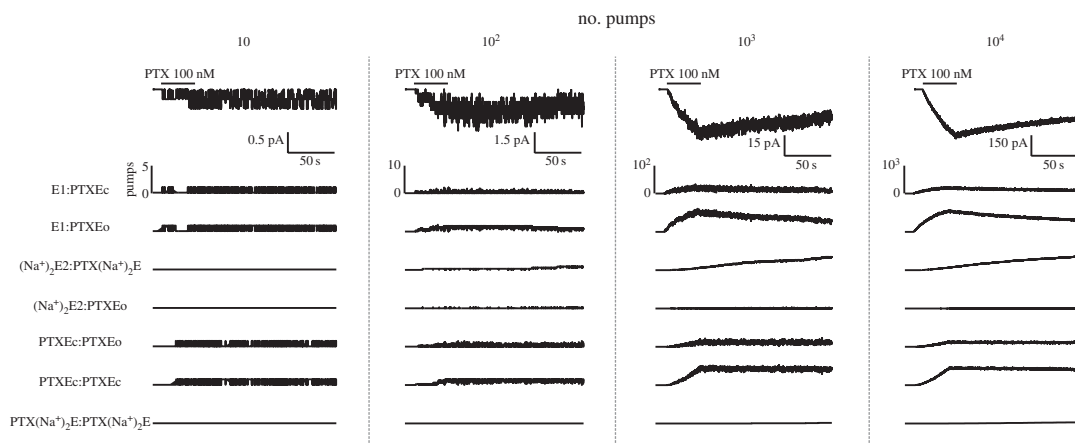 no. pumps
10 10² 10³ 10⁴
PTX 100 nM PTX 100 nM PTX 100 nM PTX 100 nM
0.5 pA 1.5 pA 15 pA 150 pA
50 s 50 s 50 s 50 s
pumps
5 10 10² 10³
0 0 0 0
E1:PTXEc
E1:PTXEo
(Na⁺)₂E2:PTX(Na⁺)₂E
(Na⁺)₂E2:PTXEo
PTXEc:PTXEo
PTXEc:PTXEc
PTX(Na⁺)₂E:PTX(Na⁺)₂E